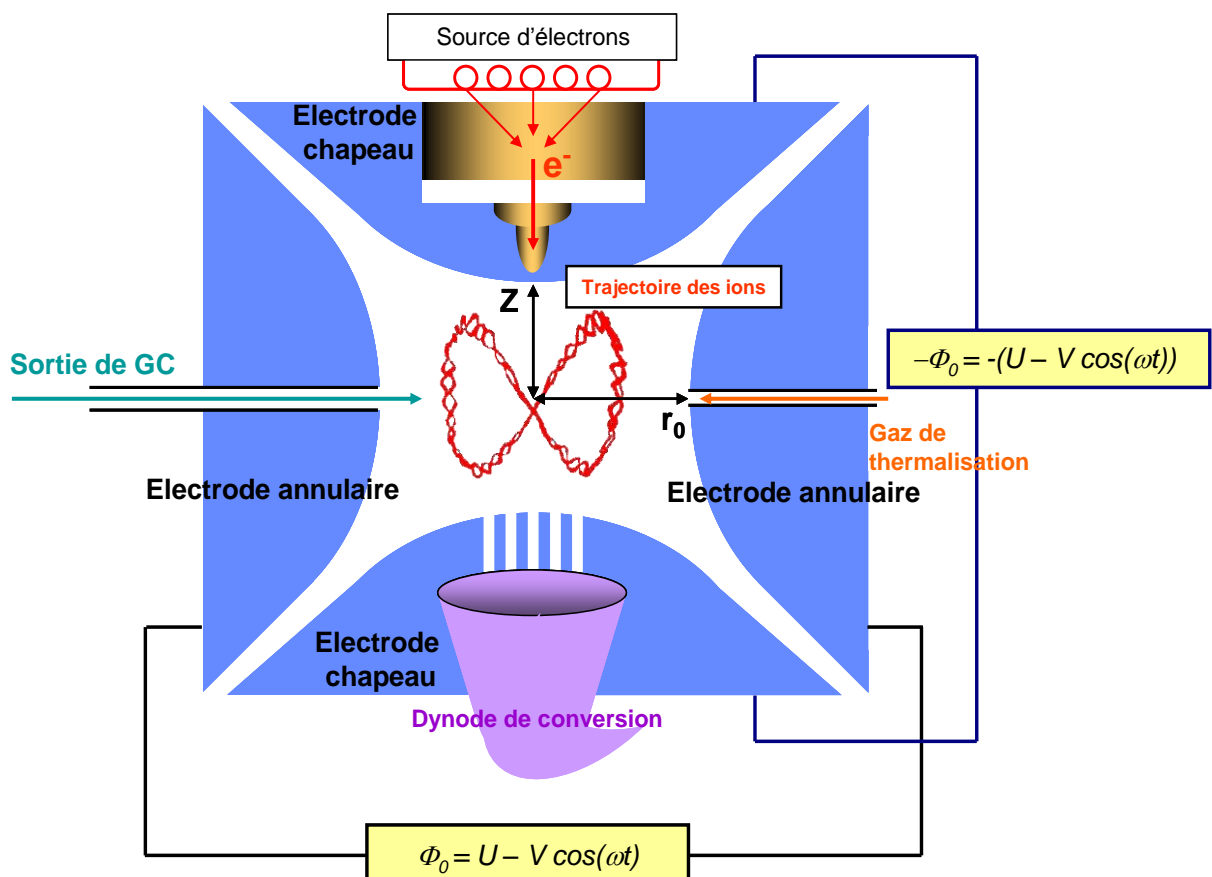 Source d'électrons
Electrode
chapeau
e⁻
Z
Trajectoire des ions
Sortie de GC
–Φ₀ = -(U – V cos(ωt))
r₀
Gaz de
thermalisation
Electrode annulaire
Electrode annulaire
Electrode
chapeau
Dynode de conversion
Φ₀ = U – V cos(ωt)